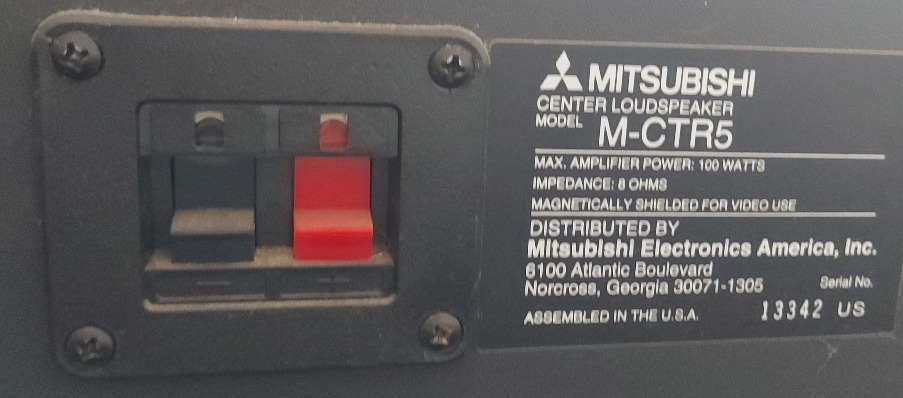 MITSUBISHI
CENTER LOUDSPEAKER
MODEL M-CTR5
MAX. AMPLIFIER POWER: 100 WATTS
IMPEDANCE: 8 OHMS
MAGNETICALLY SHIELDED FOR VIDEO USE
DISTRIBUTED BY
Mitsubishi Electronics America, Inc.
6100 Atlantic Boulevard
Norcross, Georgia 30071-1305
Serial No.
ASSEMBLED IN THE U.S.A. 13342 US
− +